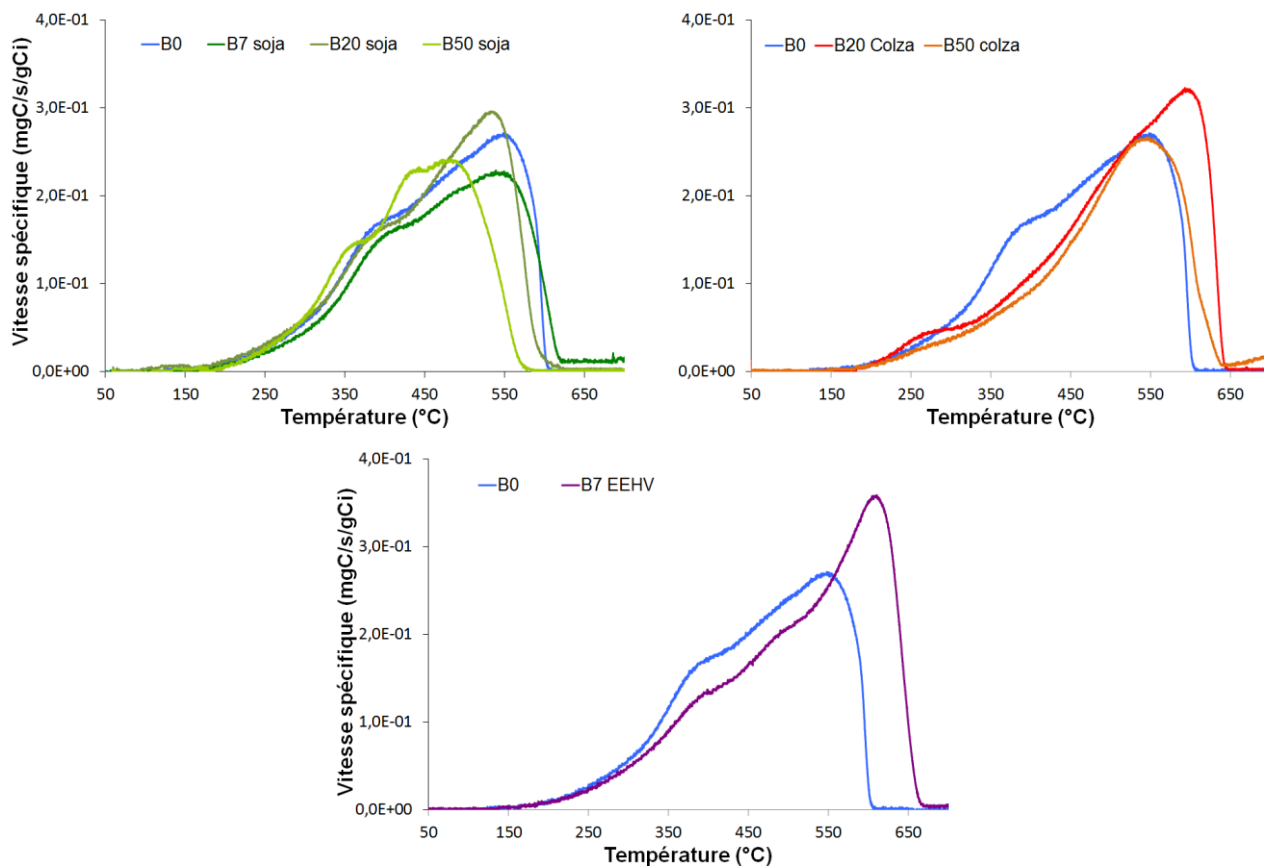 4,0E-01
B0 B7 soja B20 soja B50 soja
3,0E-01
2,0E-01
1,0E-01
0,0E+00
50 150 250 350 450 550 650
Vitesse spécifique (mgC/s/gCi)
Température (°C)
4,0E-01
B0 B20 Colza B50 colza
3,0E-01
2,0E-01
1,0E-01
0,0E+00
50 150 250 350 450 550 650
Vitesse spécifique (mgC/s/gCi)
Température (°C)
4,0E-01
B0 B7 EEHV
3,0E-01
2,0E-01
1,0E-01
0,0E+00
50 150 250 350 450 550 650
Vitesse spécifique (mgC/s/gCi)
Température (°C)